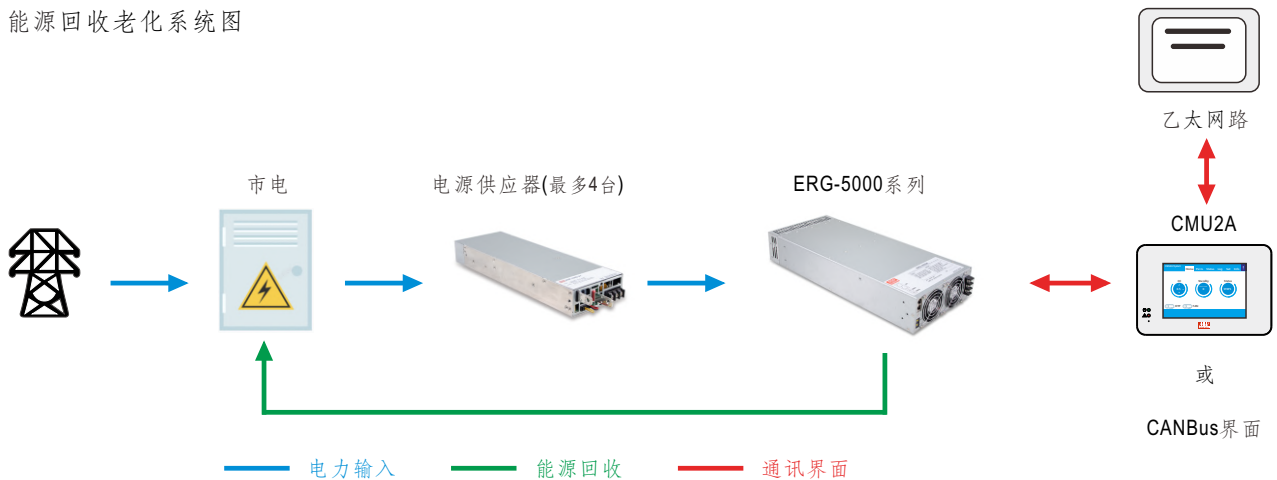 能源回收老化系统图
乙太网路
市电
电源供应器(最多4台)
ERG-5000系列
CMU2A
或
CANBus界面
电力输入
能源回收
通讯界面